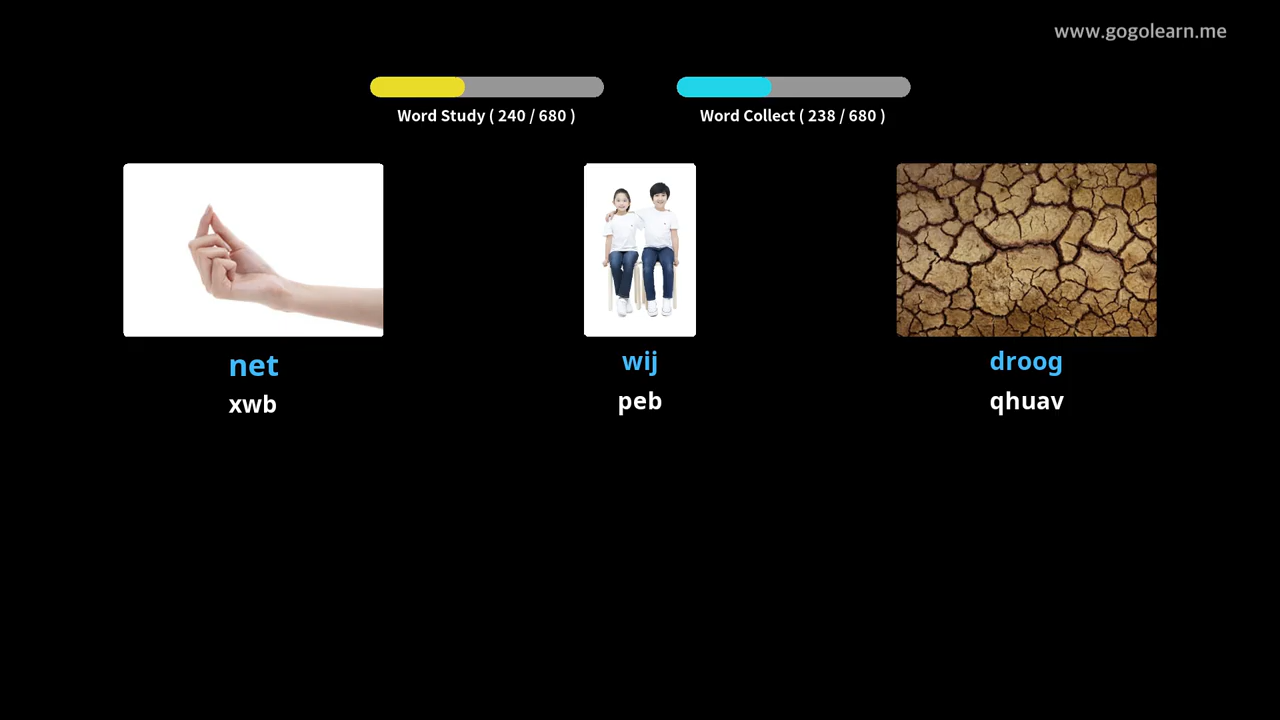 www.gogolearn.me
Word Study ( 240 / 680 )
Word Collect ( 238 / 680 )
net
xwb
wij
peb
droog
qhuav